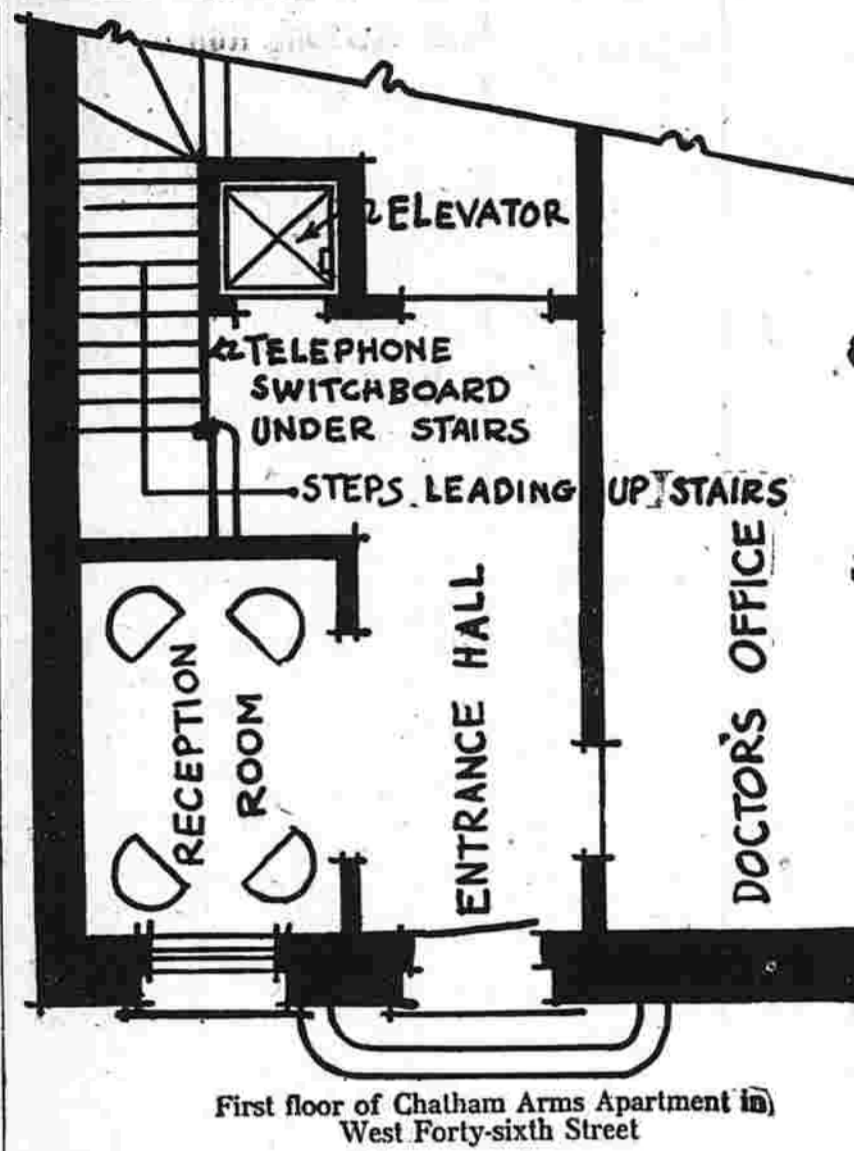 ELEVATOR
TELEPHONE
SWITCHBOARD
UNDER STAIRS
STEPS LEADING UP STAIRS
RECEPTION
ROOM
ENTRANCE HALL
DOCTOR'S OFFICE
First floor of Chatham Arms Apartment in
West Forty-sixth Street